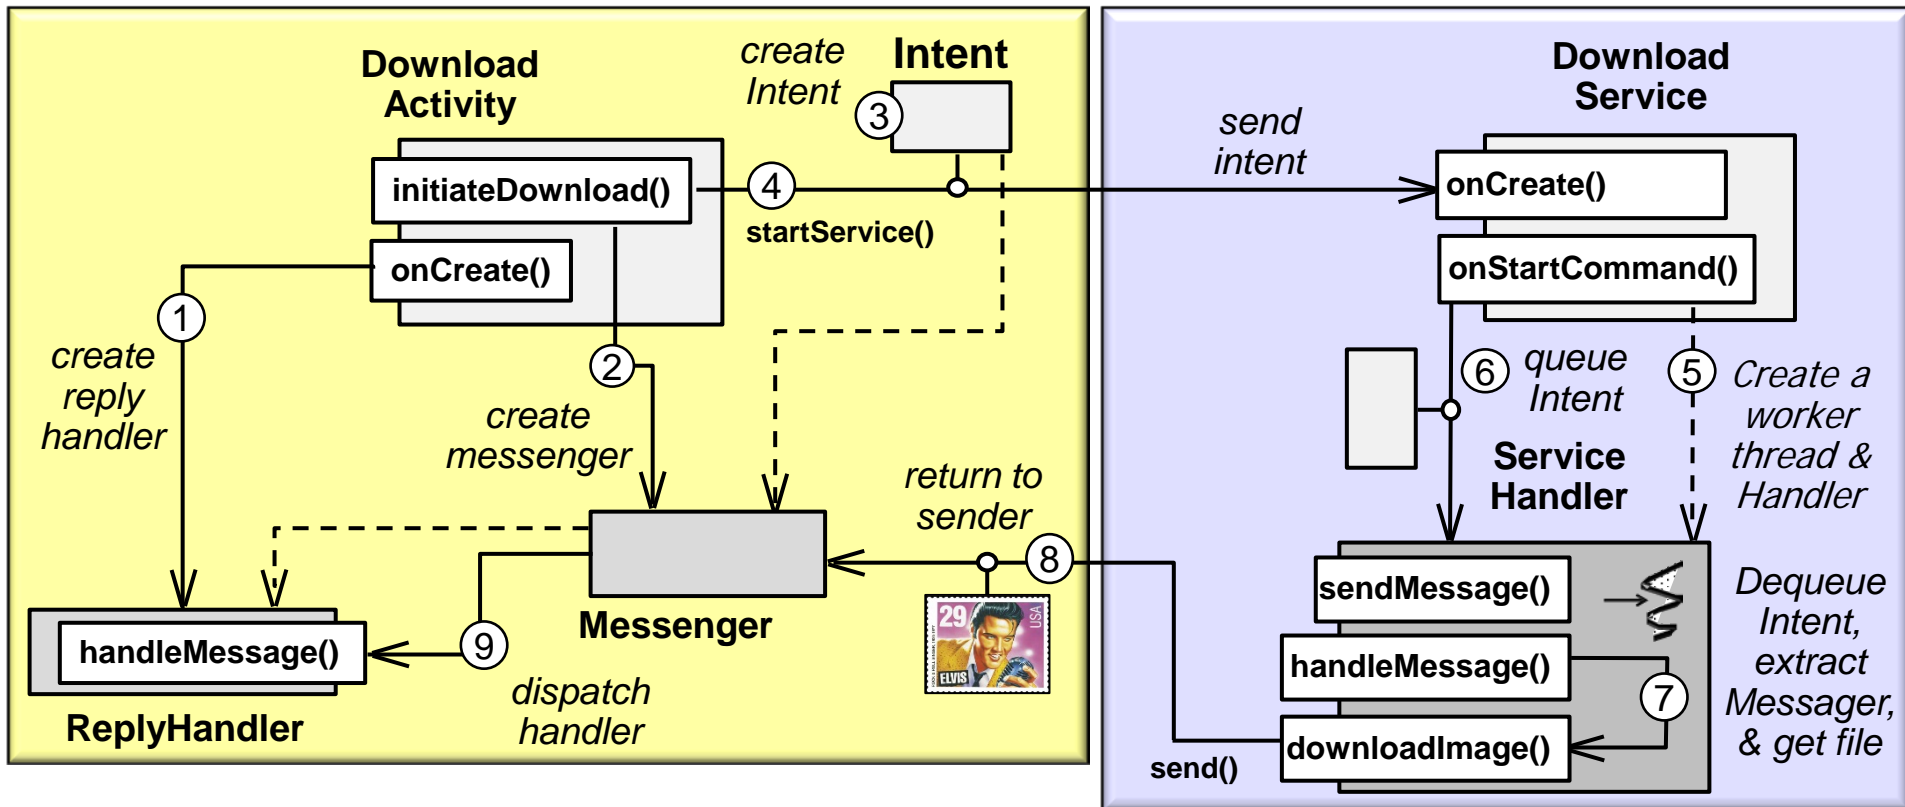 Download
Activity
create
Intent
Intent
3
initiateDownload()
4
startService()
onCreate()
1
create
reply
handler
2
create
messenger
return to
sender
8
Messenger
29
USA
ELVIS
handleMessage()
9
dispatch
handler
ReplyHandler
Download
Service
send
intent
onCreate()
onStartCommand()
6
queue
Intent
5
Create a
worker
thread &
Handler
Service
Handler
sendMessage()
handleMessage()
7
downloadImage()
send()
Dequeue
Intent,
extract
Messager,
& get file